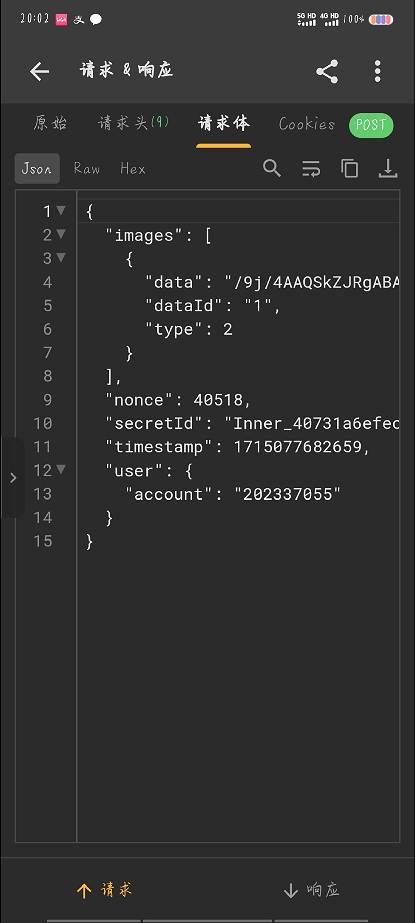 20:02 5G HD 4G HD 100%
请求 & 响应
原始 请求头(9) 请求体 Cookies POST
Json Raw Hex
1 {
2 "images": [
3 {
4 "data": "/9j/4AAQSkZJRgABA
5 "dataId": "1",
6 "type": 2
7 }
8 ],
9 "nonce": 40518,
10 "secretId": "Inner_40731a6efec
11 "timestamp": 1715077682659,
12 "user": {
13 "account": "202337055"
14 }
15 }
请求 响应